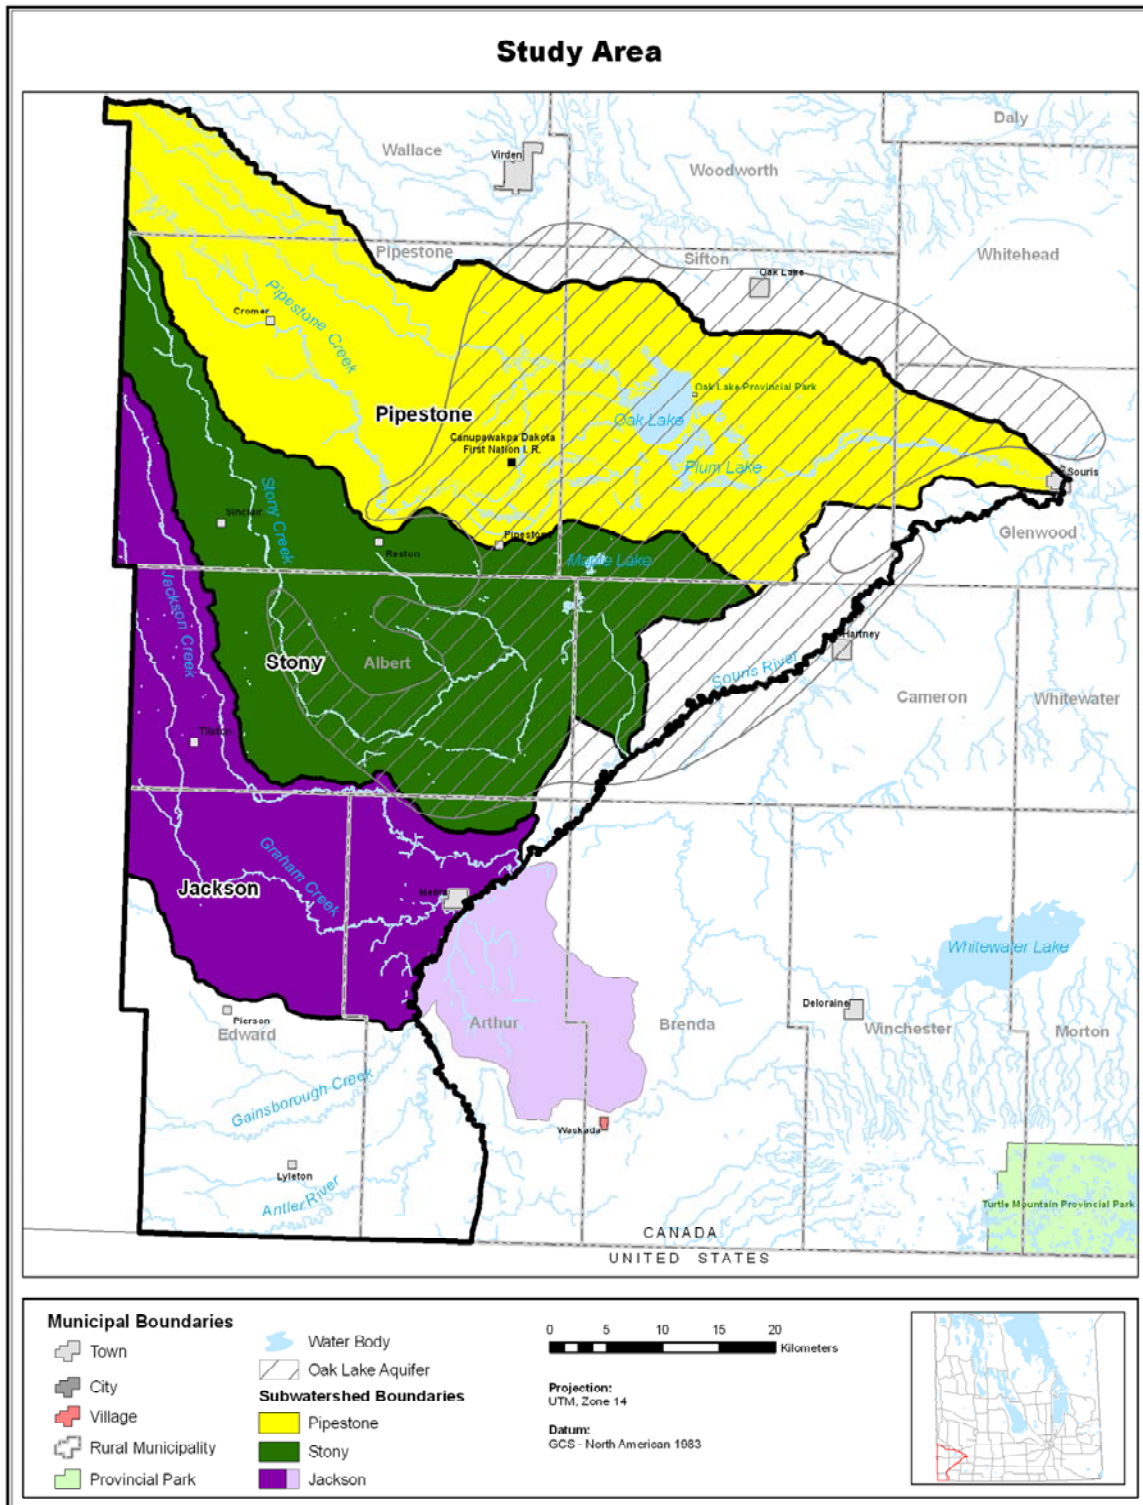 Study Area
Daly
Wallace
Virden
Woodworth
Pipestone
Sifton
Whitehead
Oak Lake
Cromer
Pipestone Creek
Oak Lake Provincial Park
Pipestone
Oak Lake
Canupawakpa Dakota
First Nation I. R.
Plum Lake
Souris
Stony Creek
Sinclair
Pipestone
Glenwood
Reston
Maple Lake
Jackson Creek
Hartney
Stony
Albert
Souris River
Cameron
Whitewater
Tilston
Graham Creek
Jackson
Melita
Whitewater Lake
Deloraine
Pierson
Edward
Arthur
Brenda
Winchester
Morton
Gainsborough Creek
Waskada
Lyleton
Antler River
Turtle Mountain Provincial Park
CANADA
UNITED STATES
Municipal Boundaries
Town
City
Village
Rural Municipality
Provincial Park
Water Body
Oak Lake Aquifer
Subwatershed Boundaries
Pipestone
Stony
Jackson
0 5 10 15 20
Kilometers
Projection:
UTM, Zone 14
Datum:
GCS - North American 1983